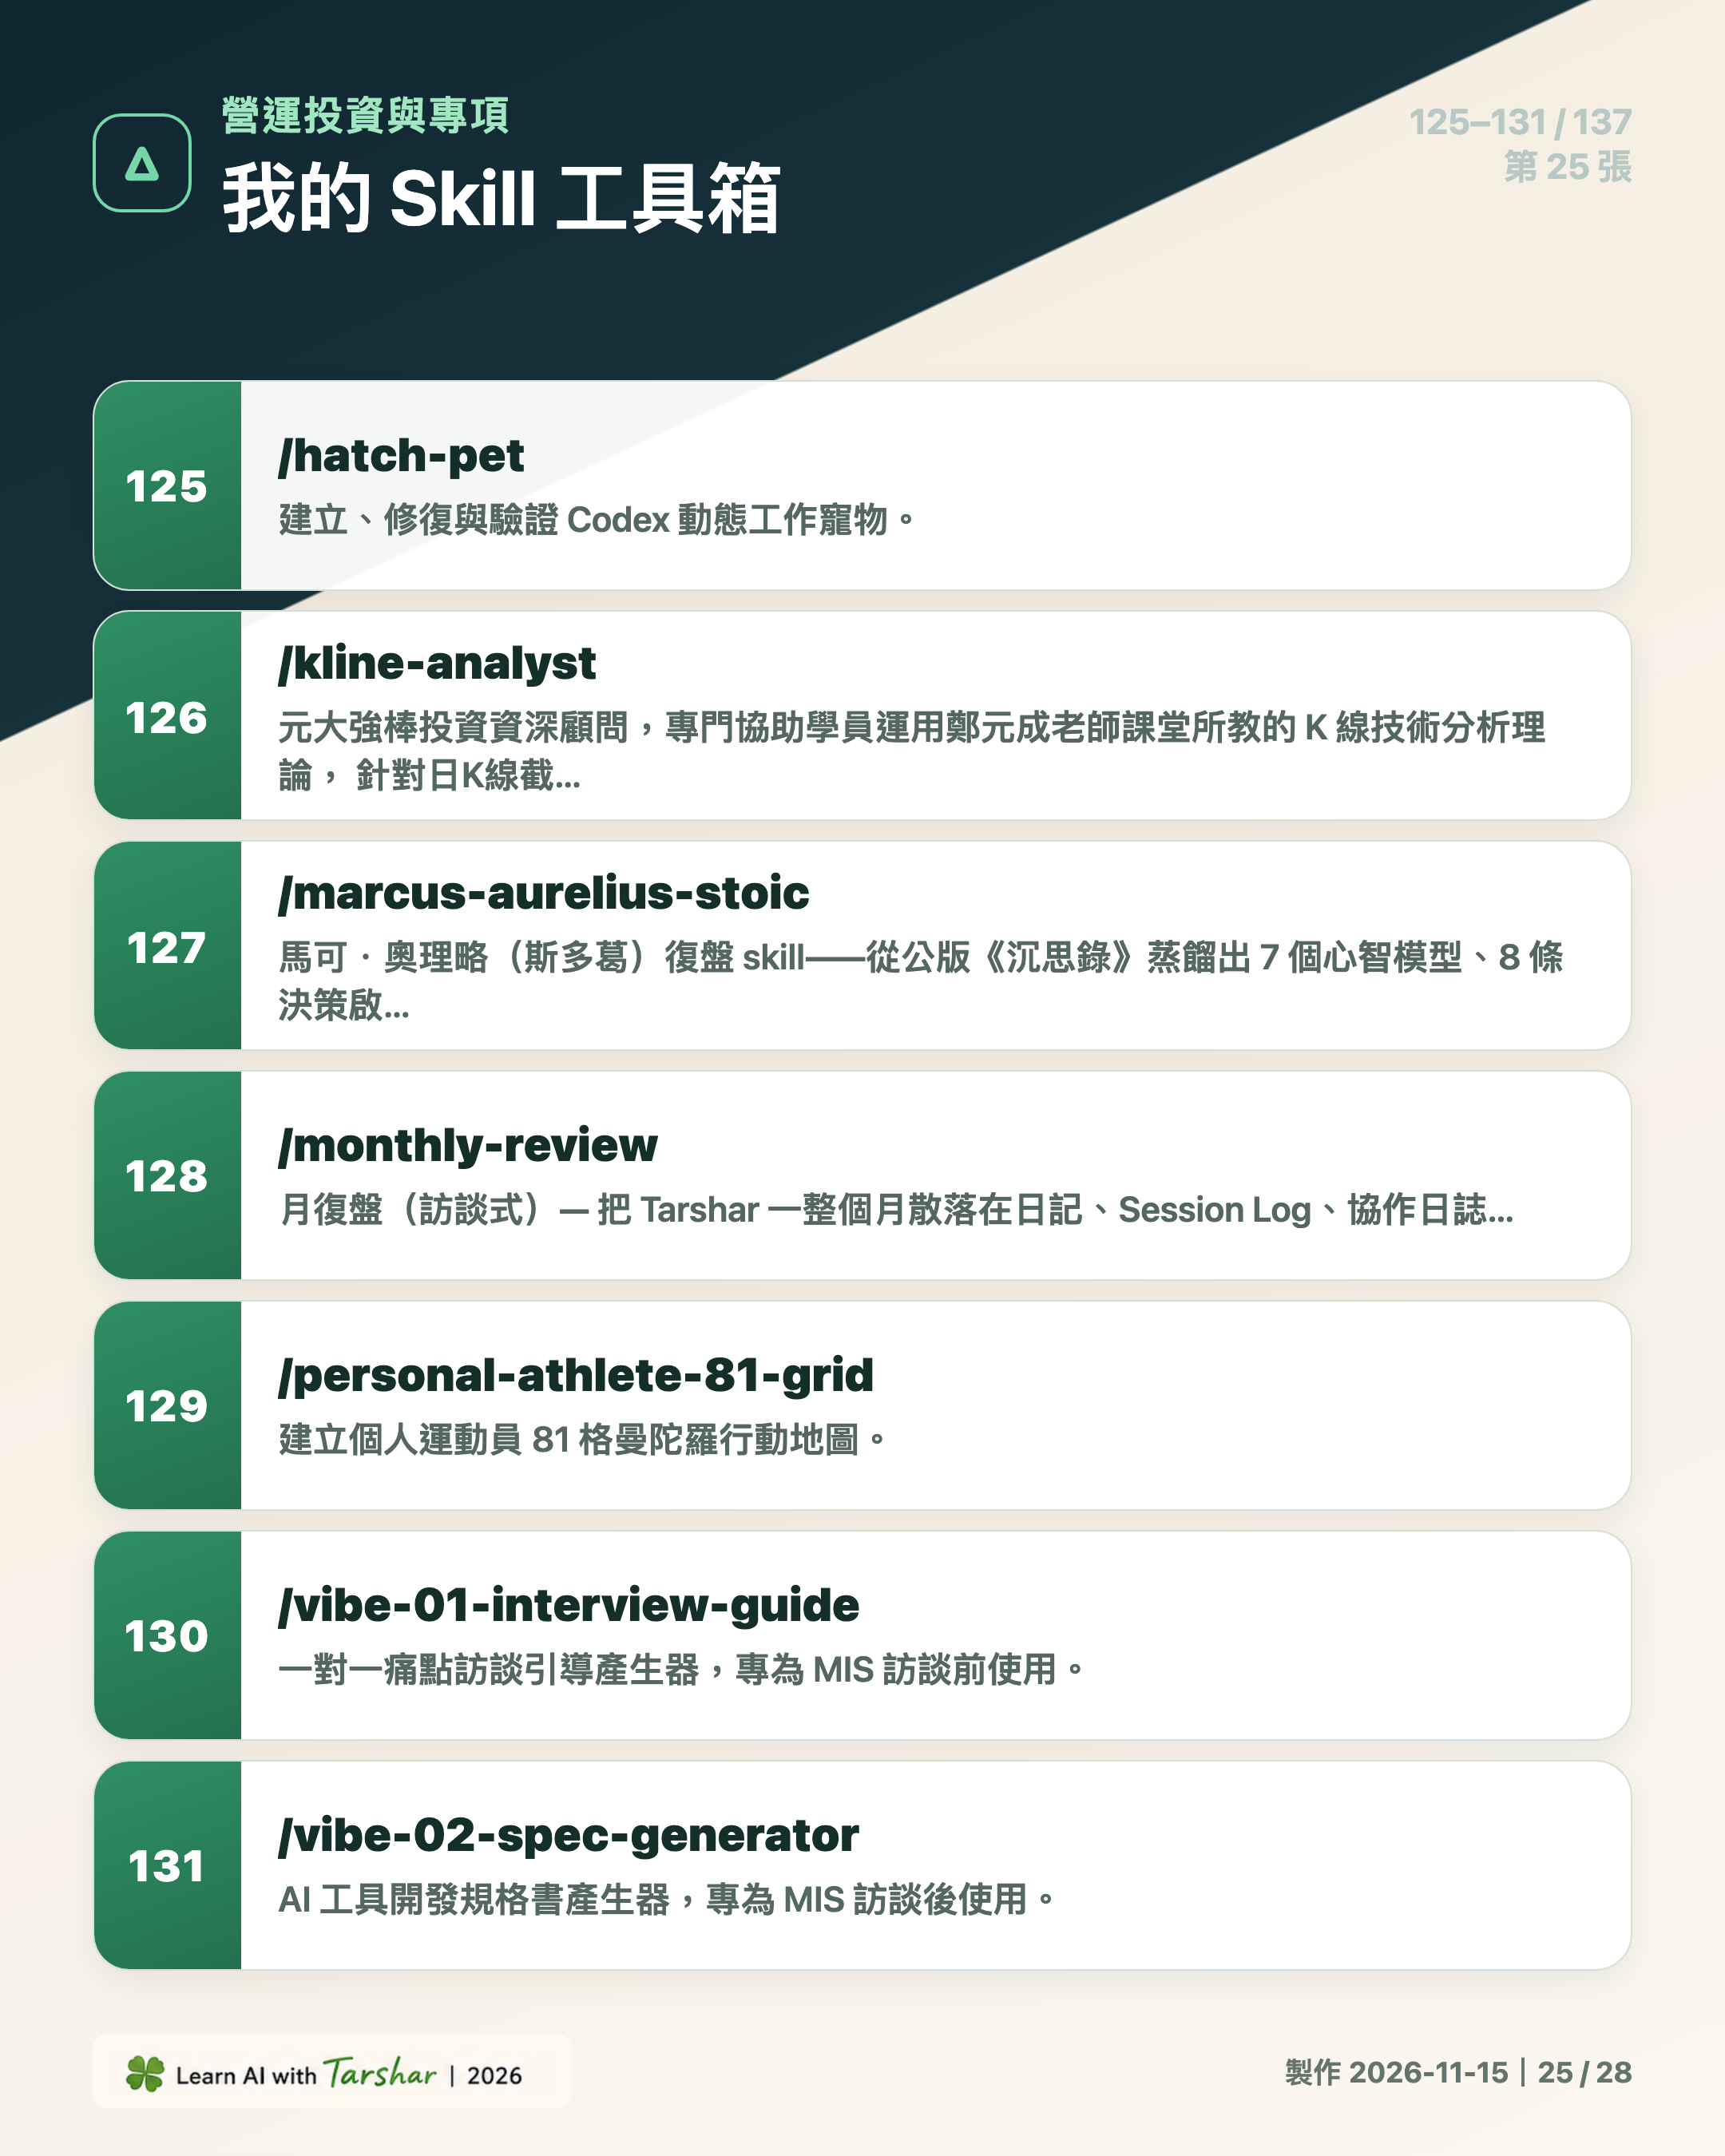 營運投資與專項
我的 Skill 工具箱
125–131 / 137
第 25 張
125
/hatch-pet
建立、修復與驗證 Codex 動態工作寵物。
126
/kline-analyst
元大強棒投資資深顧問，專門協助學員運用鄭元成老師課堂所教的 K 線技術分析理
論， 針對日K線截...
127
/marcus-aurelius-stoic
馬可・奧理略（斯多葛）復盤 skill——從公版《沉思錄》蒸餾出 7 個心智模型、8 條
決策啟...
128
/monthly-review
月復盤（訪談式）— 把 Tarshar 一整個月散落在日記、Session Log、協作日誌...
129
/personal-athlete-81-grid
建立個人運動員 81 格曼陀羅行動地圖。
130
/vibe-01-interview-guide
一對一痛點訪談引導產生器，專為 MIS 訪談前使用。
131
/vibe-02-spec-generator
AI 工具開發規格書產生器，專為 MIS 訪談後使用。
Learn AI with Tarshar | 2026
製作 2026-11-15｜25 / 28